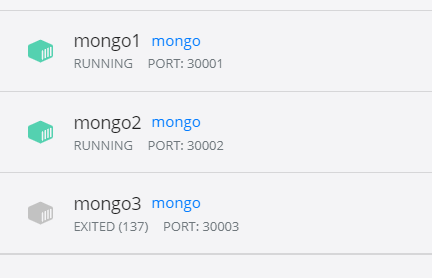 mongo1 mongo
RUNNING PORT: 30001
mongo2 mongo
RUNNING PORT: 30002
mongo3 mongo
EXITED (137) PORT: 30003